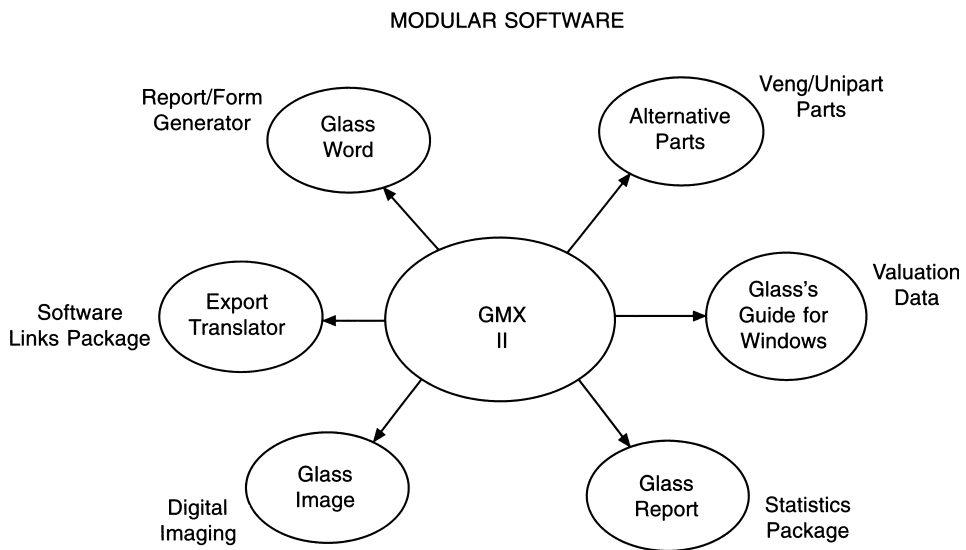 MODULAR SOFTWARE
Report/Form
Generator
Glass
Word
Alternative
Parts
Veng/Unipart
Parts
Software
Links Package
Export
Translator
GMX
II
Glass's
Guide for
Windows
Valuation
Data
Digital
Imaging
Glass
Image
Glass
Report
Statistics
Package